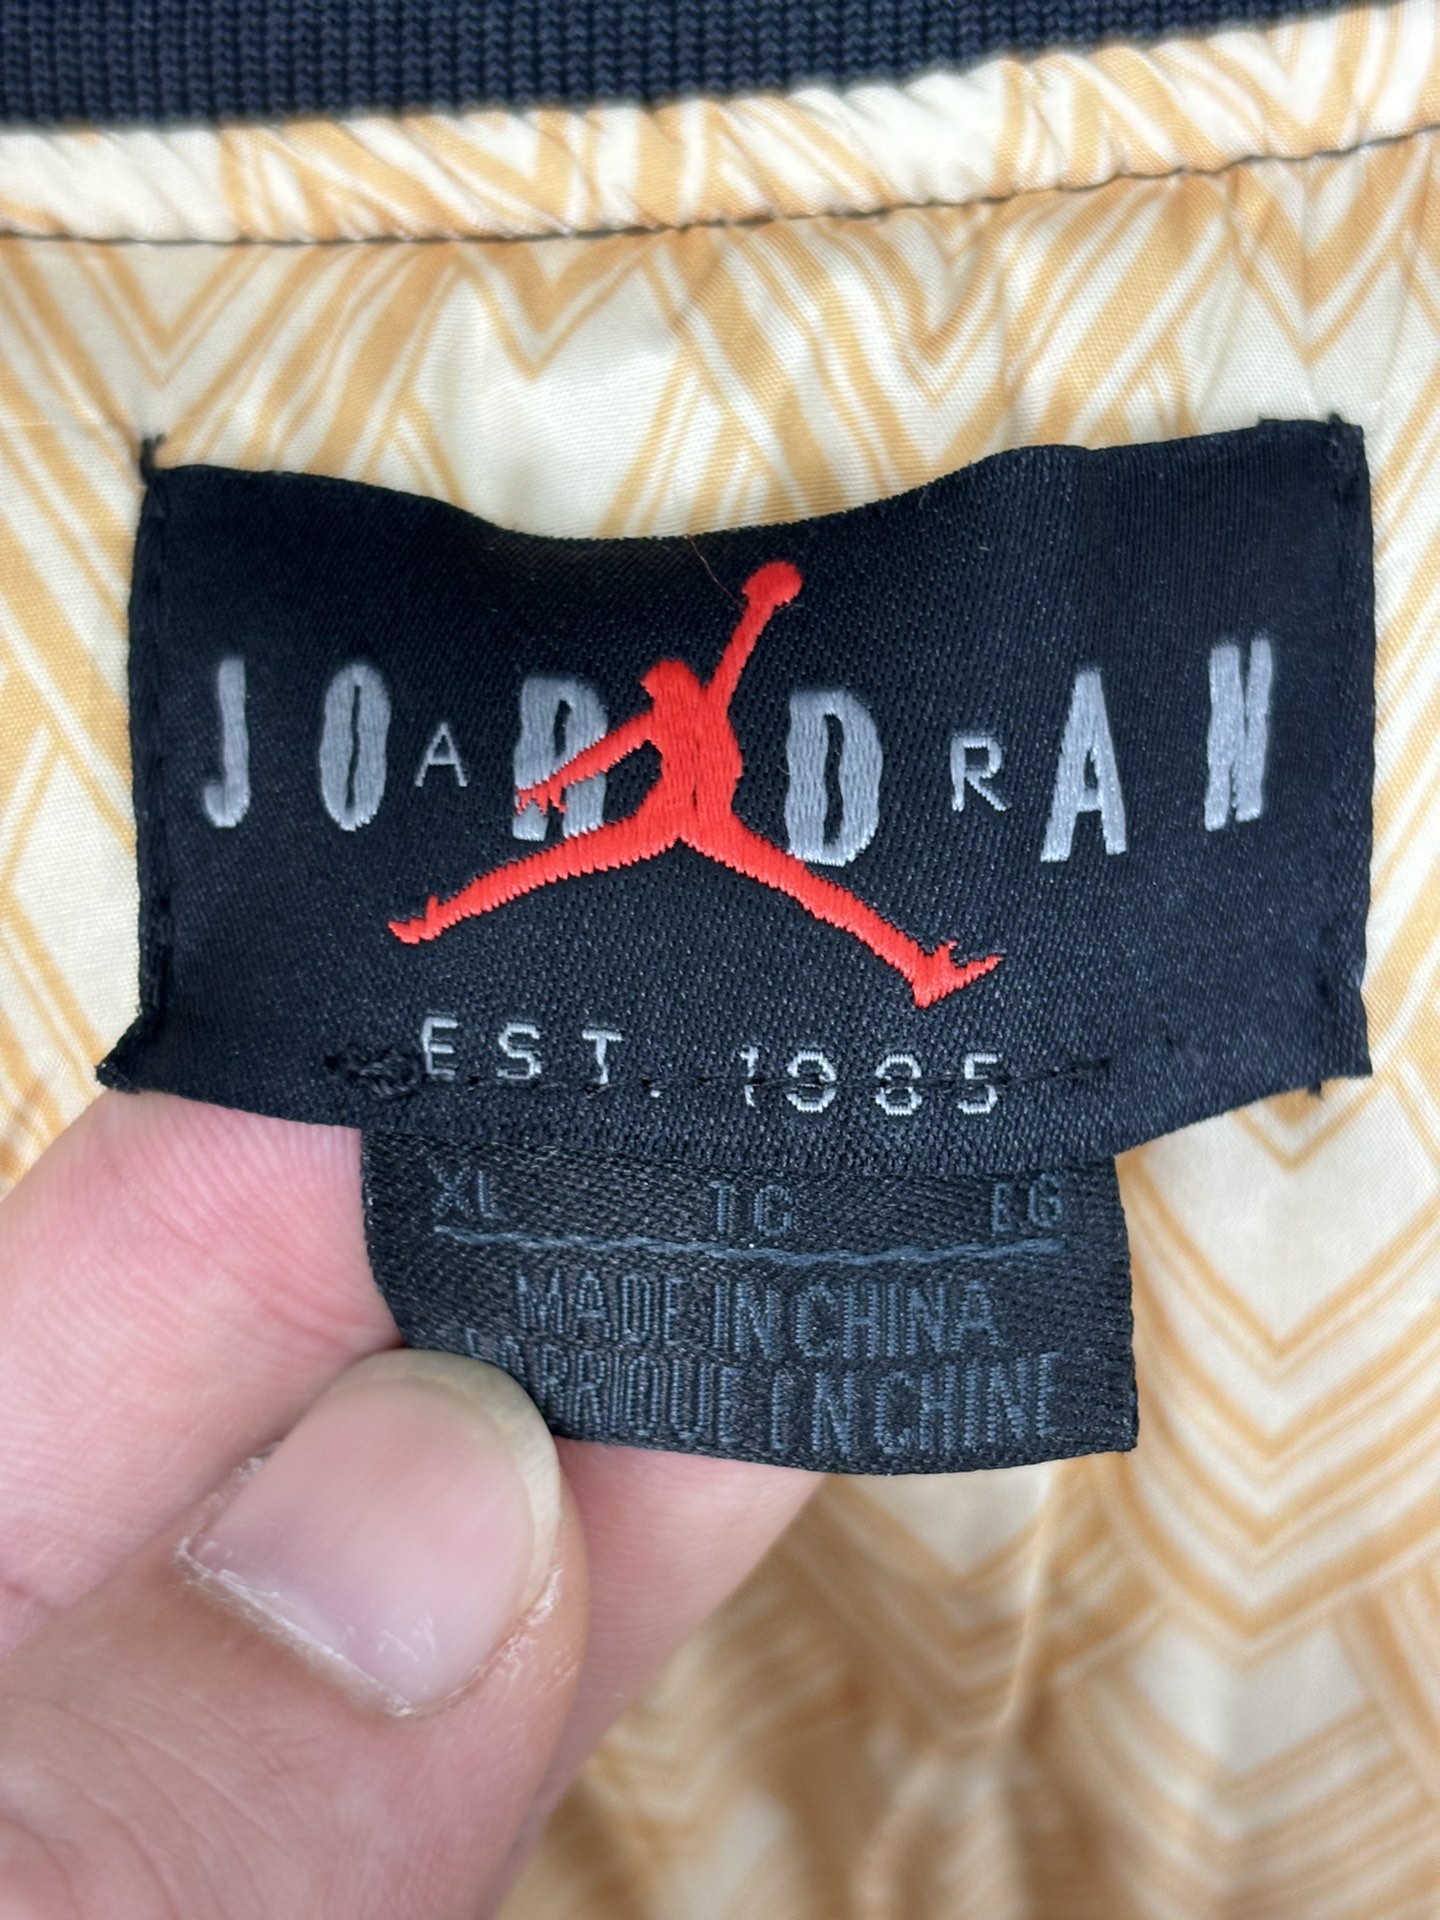 JORDAN
AIR
EST. 1985
XL TG EG
MADE IN CHINA
FABRIQUE EN CHINE